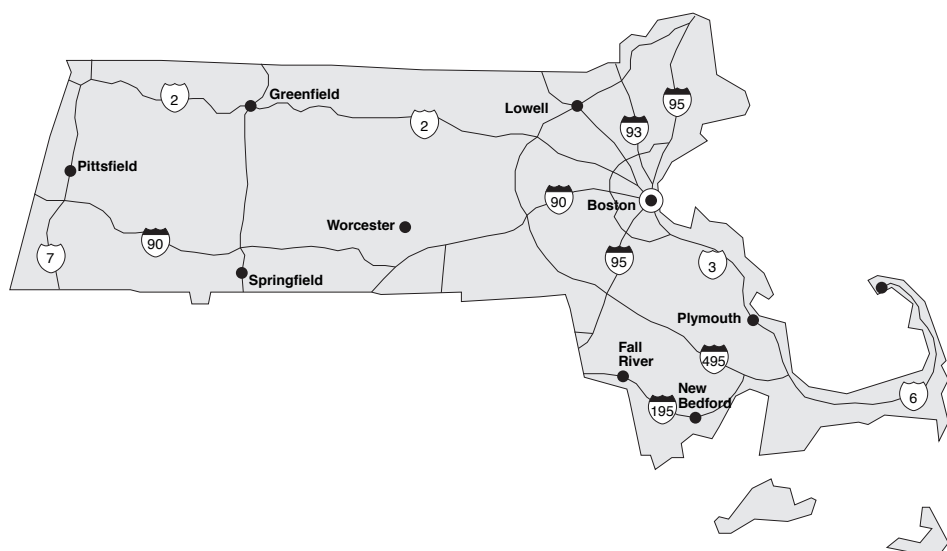 2
Greenfield
2
Lowell
95
93
Pittsfield
90
Boston
Worcester
90
7
95
3
Springfield
Plymouth
Fall
River
495
New
Bedford
195
6